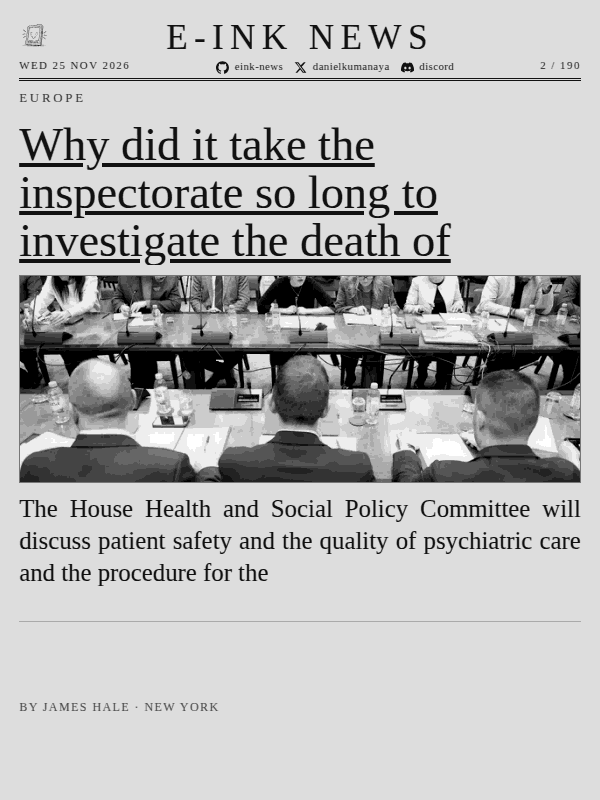 E-INK NEWS
WED 25 NOV 2026
eink-news danielkumanaya discord
2 / 190
EUROPE
Why did it take the
inspectorate so long to
investigate the death of
The House Health and Social Policy Committee will
discuss patient safety and the quality of psychiatric care
and the procedure for the
BY JAMES HALE · NEW YORK